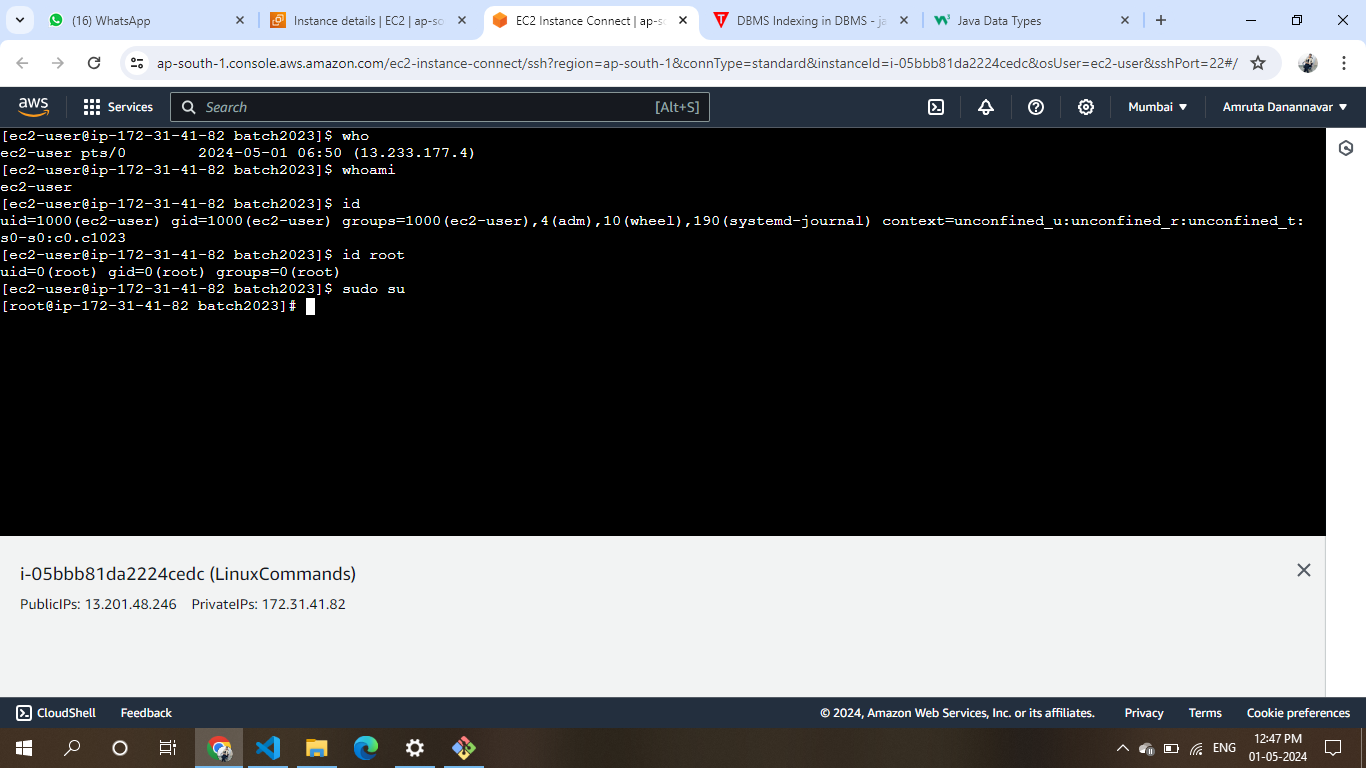 (16) WhatsApp
Instance details | EC2 | ap-so
EC2 Instance Connect | ap-so
DBMS Indexing in DBMS - ja
Java Data Types
ap-south-1.console.aws.amazon.com/ec2-instance-connect/ssh?region=ap-south-1&connType=standard&instanceId=i-05bbb81da2224cedc&osUser=ec2-user&sshPort=22#/
aws Services Search [Alt+S] Mumbai Amruta Danannavar
[ec2-user@ip-172-31-41-82 batch2023]$ who
ec2-user pts/0        2024-05-01 06:50 (13.233.177.4)
[ec2-user@ip-172-31-41-82 batch2023]$ whoami
ec2-user
[ec2-user@ip-172-31-41-82 batch2023]$ id
uid=1000(ec2-user) gid=1000(ec2-user) groups=1000(ec2-user),4(adm),10(wheel),190(systemd-journal) context=unconfined_u:unconfined_r:unconfined_t:
s0-s0:c0.c1023
[ec2-user@ip-172-31-41-82 batch2023]$ id root
uid=0(root) gid=0(root) groups=0(root)
[ec2-user@ip-172-31-41-82 batch2023]$ sudo su
[root@ip-172-31-41-82 batch2023]#
i-05bbb81da2224cedc (LinuxCommands)
PublicIPs: 13.201.48.246 PrivateIPs: 172.31.41.82
CloudShell Feedback © 2024, Amazon Web Services, Inc. or its affiliates. Privacy Terms Cookie preferences
ENG
12:47 PM
01-05-2024